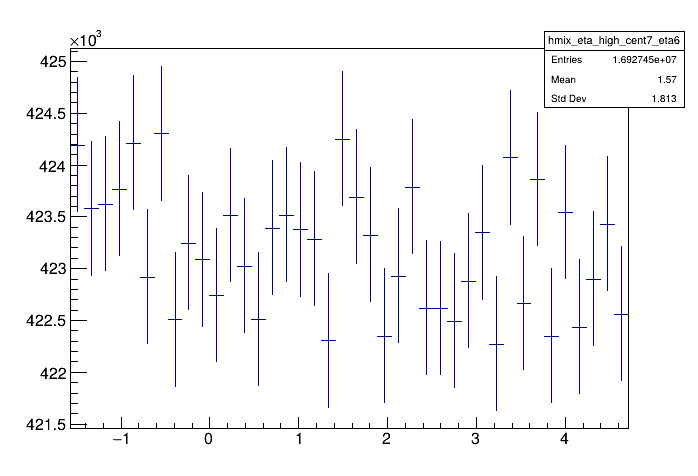 ×10³
hmix_eta_high_cent7_eta6
Entries 1.692745e+07
Mean 1.57
Std Dev 1.813
425
424.5
424
423.5
423
422.5
422
421.5
−1 0 1 2 3 4